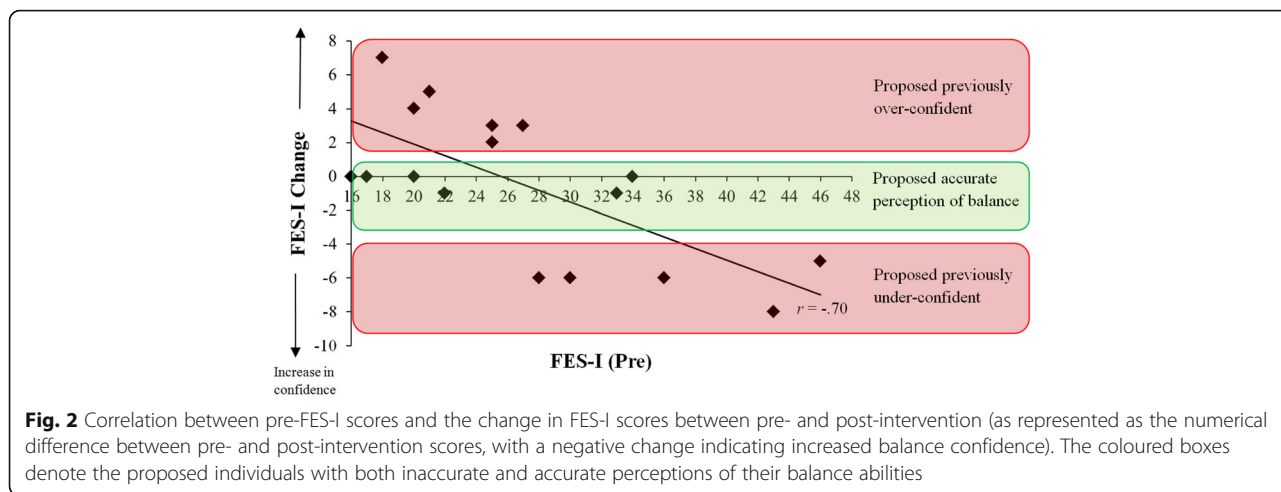 8
6
4
2
0
-2
-4
-6
-8
-10
16 18 20 22 24 26 28 30 32 34 36 38 40 42 44 46 48
FES-I Change
Increase in
confidence
Proposed previously
over-confident
Proposed accurate
perception of balance
Proposed previously
under-confident
r = -.70
FES-I (Pre)
Fig. 2 Correlation between pre-FES-I scores and the change in FES-I scores between pre- and post-intervention (as represented as the numerical
difference between pre- and post-intervention scores, with a negative change indicating increased balance confidence). The coloured boxes
denote the proposed individuals with both inaccurate and accurate perceptions of their balance abilities